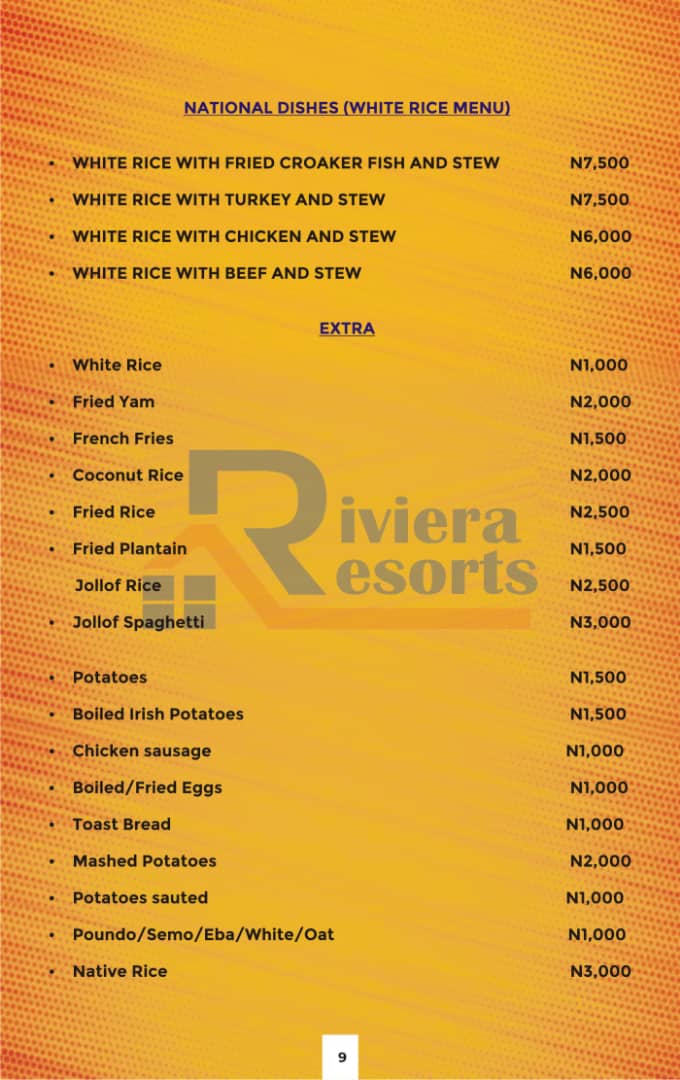 NATIONAL DISHES (WHITE RICE MENU)
• WHITE RICE WITH FRIED CROAKER FISH AND STEW N7,500
• WHITE RICE WITH TURKEY AND STEW N7,500
• WHITE RICE WITH CHICKEN AND STEW N6,000
• WHITE RICE WITH BEEF AND STEW N6,000
EXTRA
• White Rice N1,000
• Fried Yam N2,000
• French Fries N1,500
• Coconut Rice N2,000
• Fried Rice N2,500
• Fried Plantain N1,500
Jollof Rice N2,500
• Jollof Spaghetti N3,000
Riviera
Resorts
• Potatoes N1,500
• Boiled Irish Potatoes N1,500
• Chicken sausage N1,000
• Boiled/Fried Eggs N1,000
• Toast Bread N1,000
• Mashed Potatoes N2,000
• Potatoes sauted N1,000
• Poundo/Semo/Eba/White/Oat N1,000
• Native Rice N3,000
9